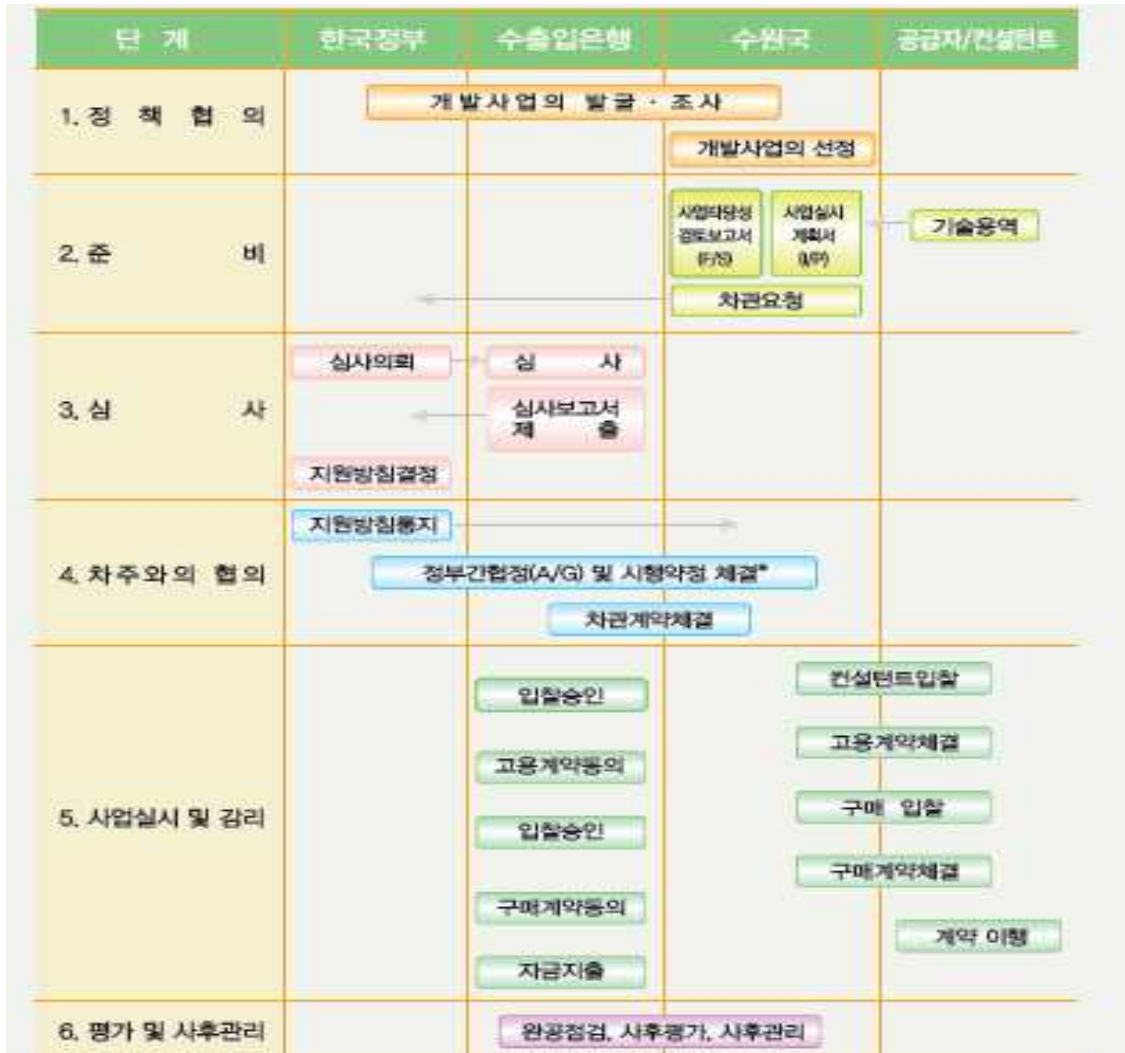 단 계 한국정부 수출입은행 수원국 공급자/컨설턴트
1. 정 책 협 의
개발사업의 발굴 · 조사
개발사업의 선정
2. 준 비
사업타당성
검토보고서
(F/S)
사업실시
계획서
(I/P)
기술용역
차관요청
3. 심 사
심사의뢰
심 사
심사보고서
제 출
지원방침결정
4. 차주와의 협의
지원방침통지
정부간협정(A/G) 및 시행약정 체결*
차관계약체결
5. 사업실시 및 감리
컨설턴트입찰
입찰승인
고용계약체결
고용계약동의
구매 입찰
입찰승인
구매계약체결
구매계약동의
계약 이행
자금지출
6. 평가 및 사후관리
완공점검, 사후평가, 사후관리